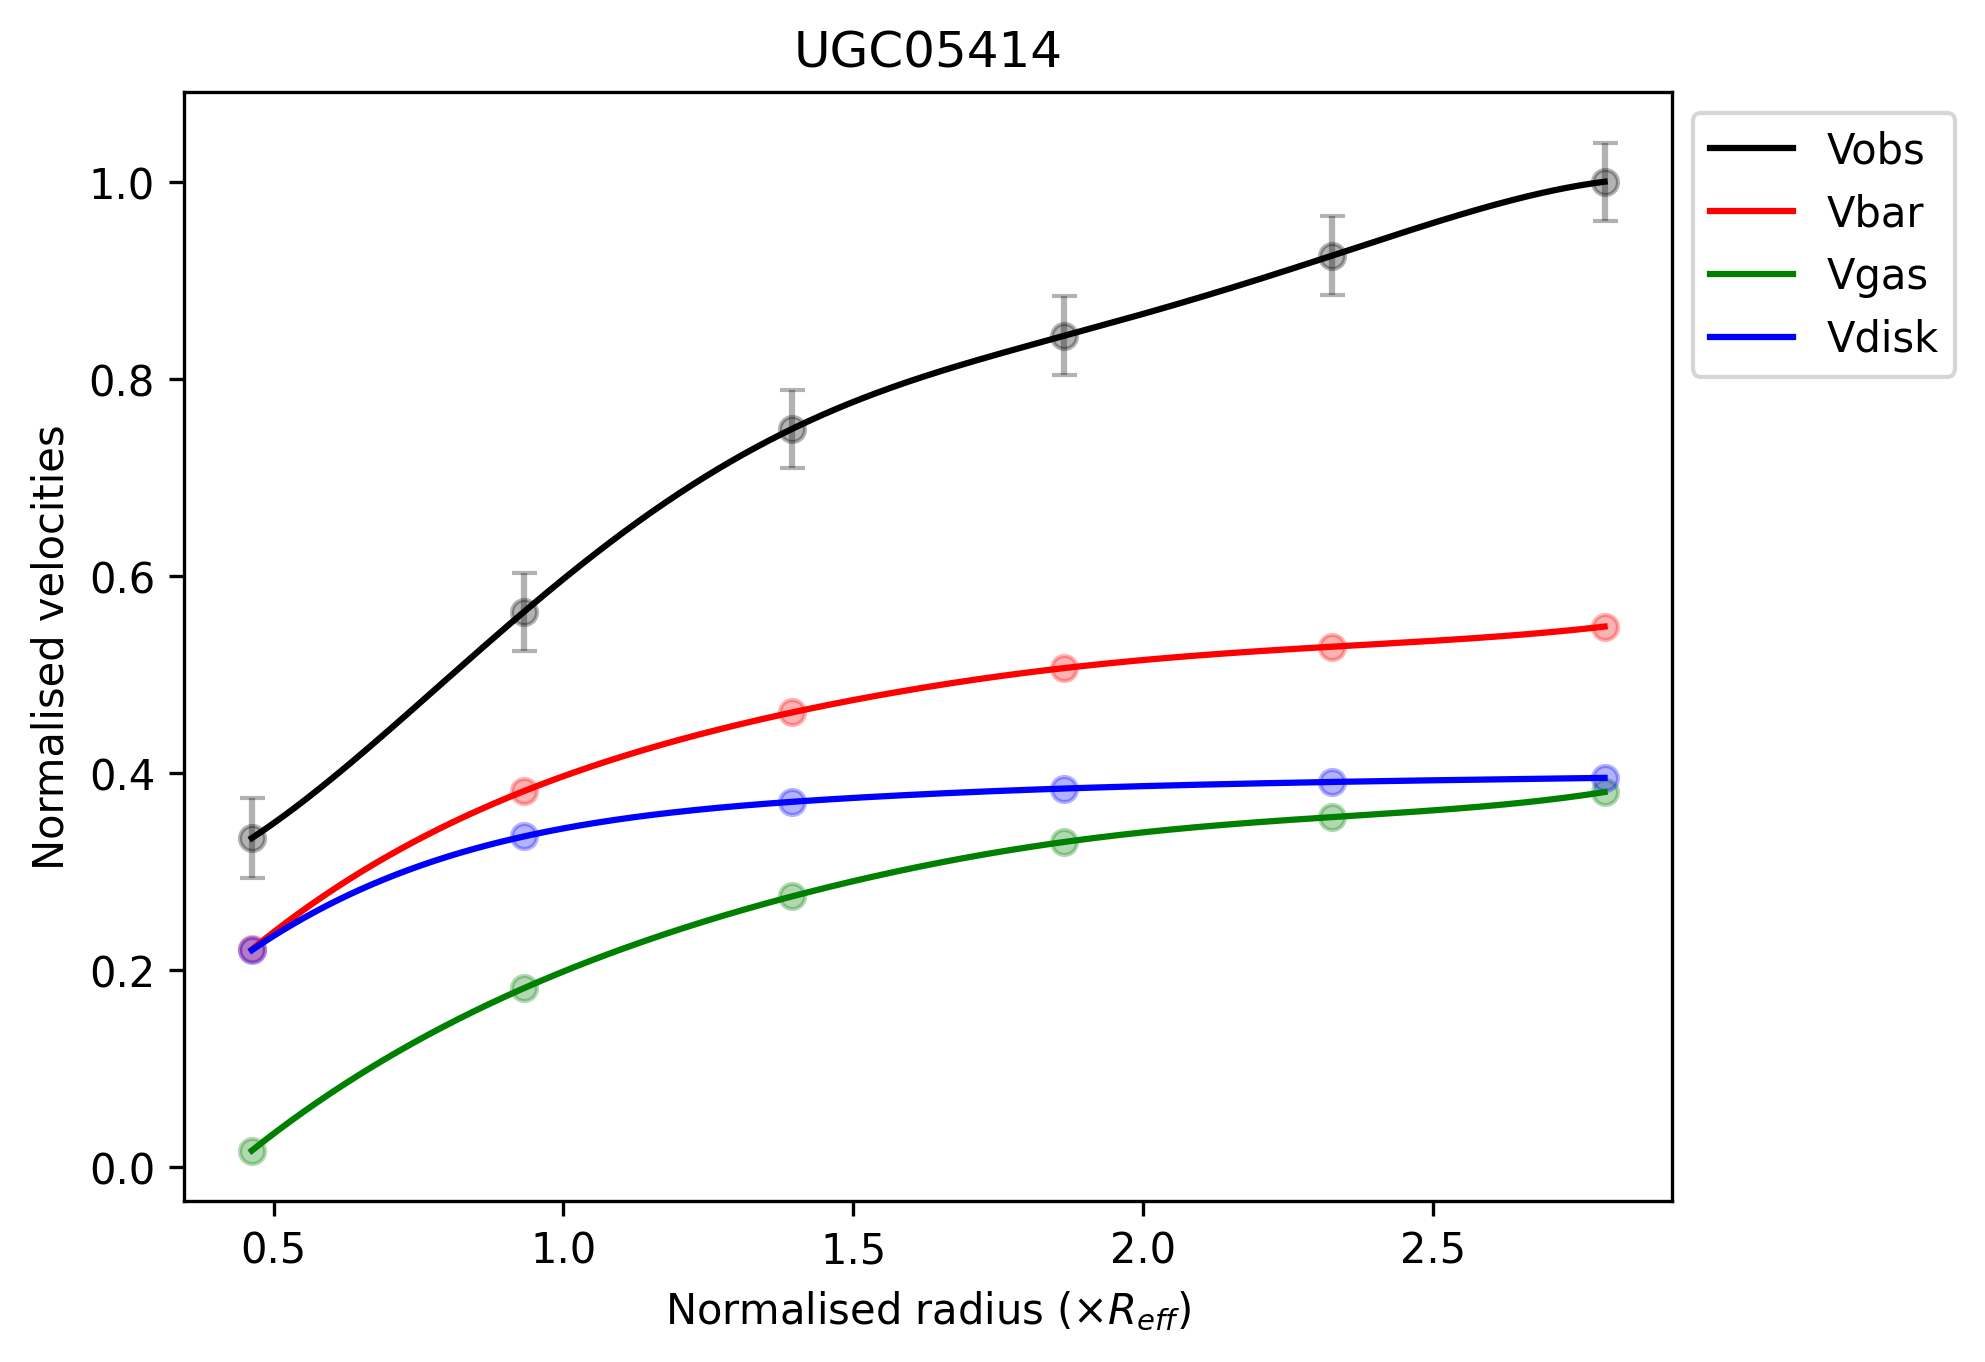 UGC05414
Vobs
Vbar
Vgas
Vdisk
Normalised velocities
1.0
0.8
0.6
0.4
0.2
0.0
0.5 1.0 1.5 2.0 2.5
Normalised radius (×R_eff)